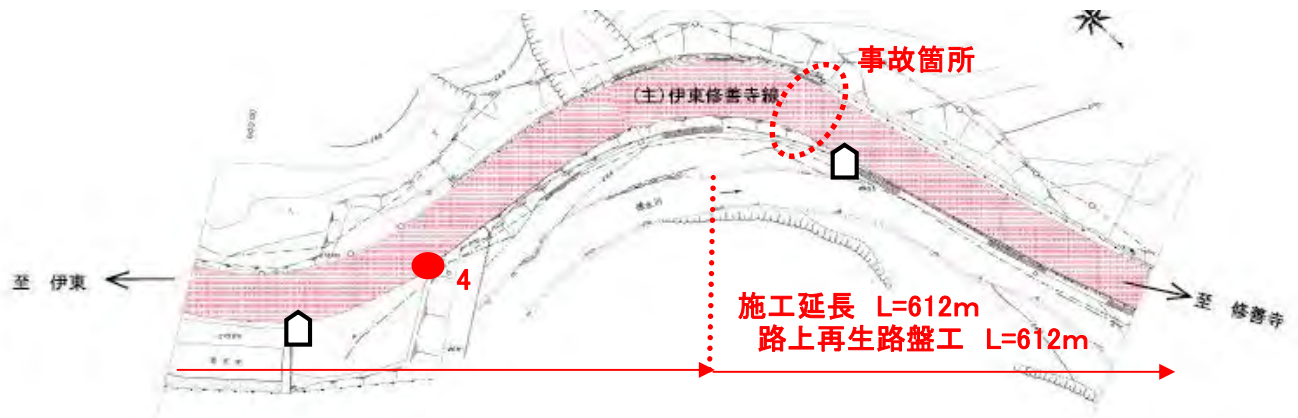 事故箇所
(主)伊東修善寺線
至 伊東
4
至 修善寺
施工延長 L=612m
路上再生路盤工 L=612m